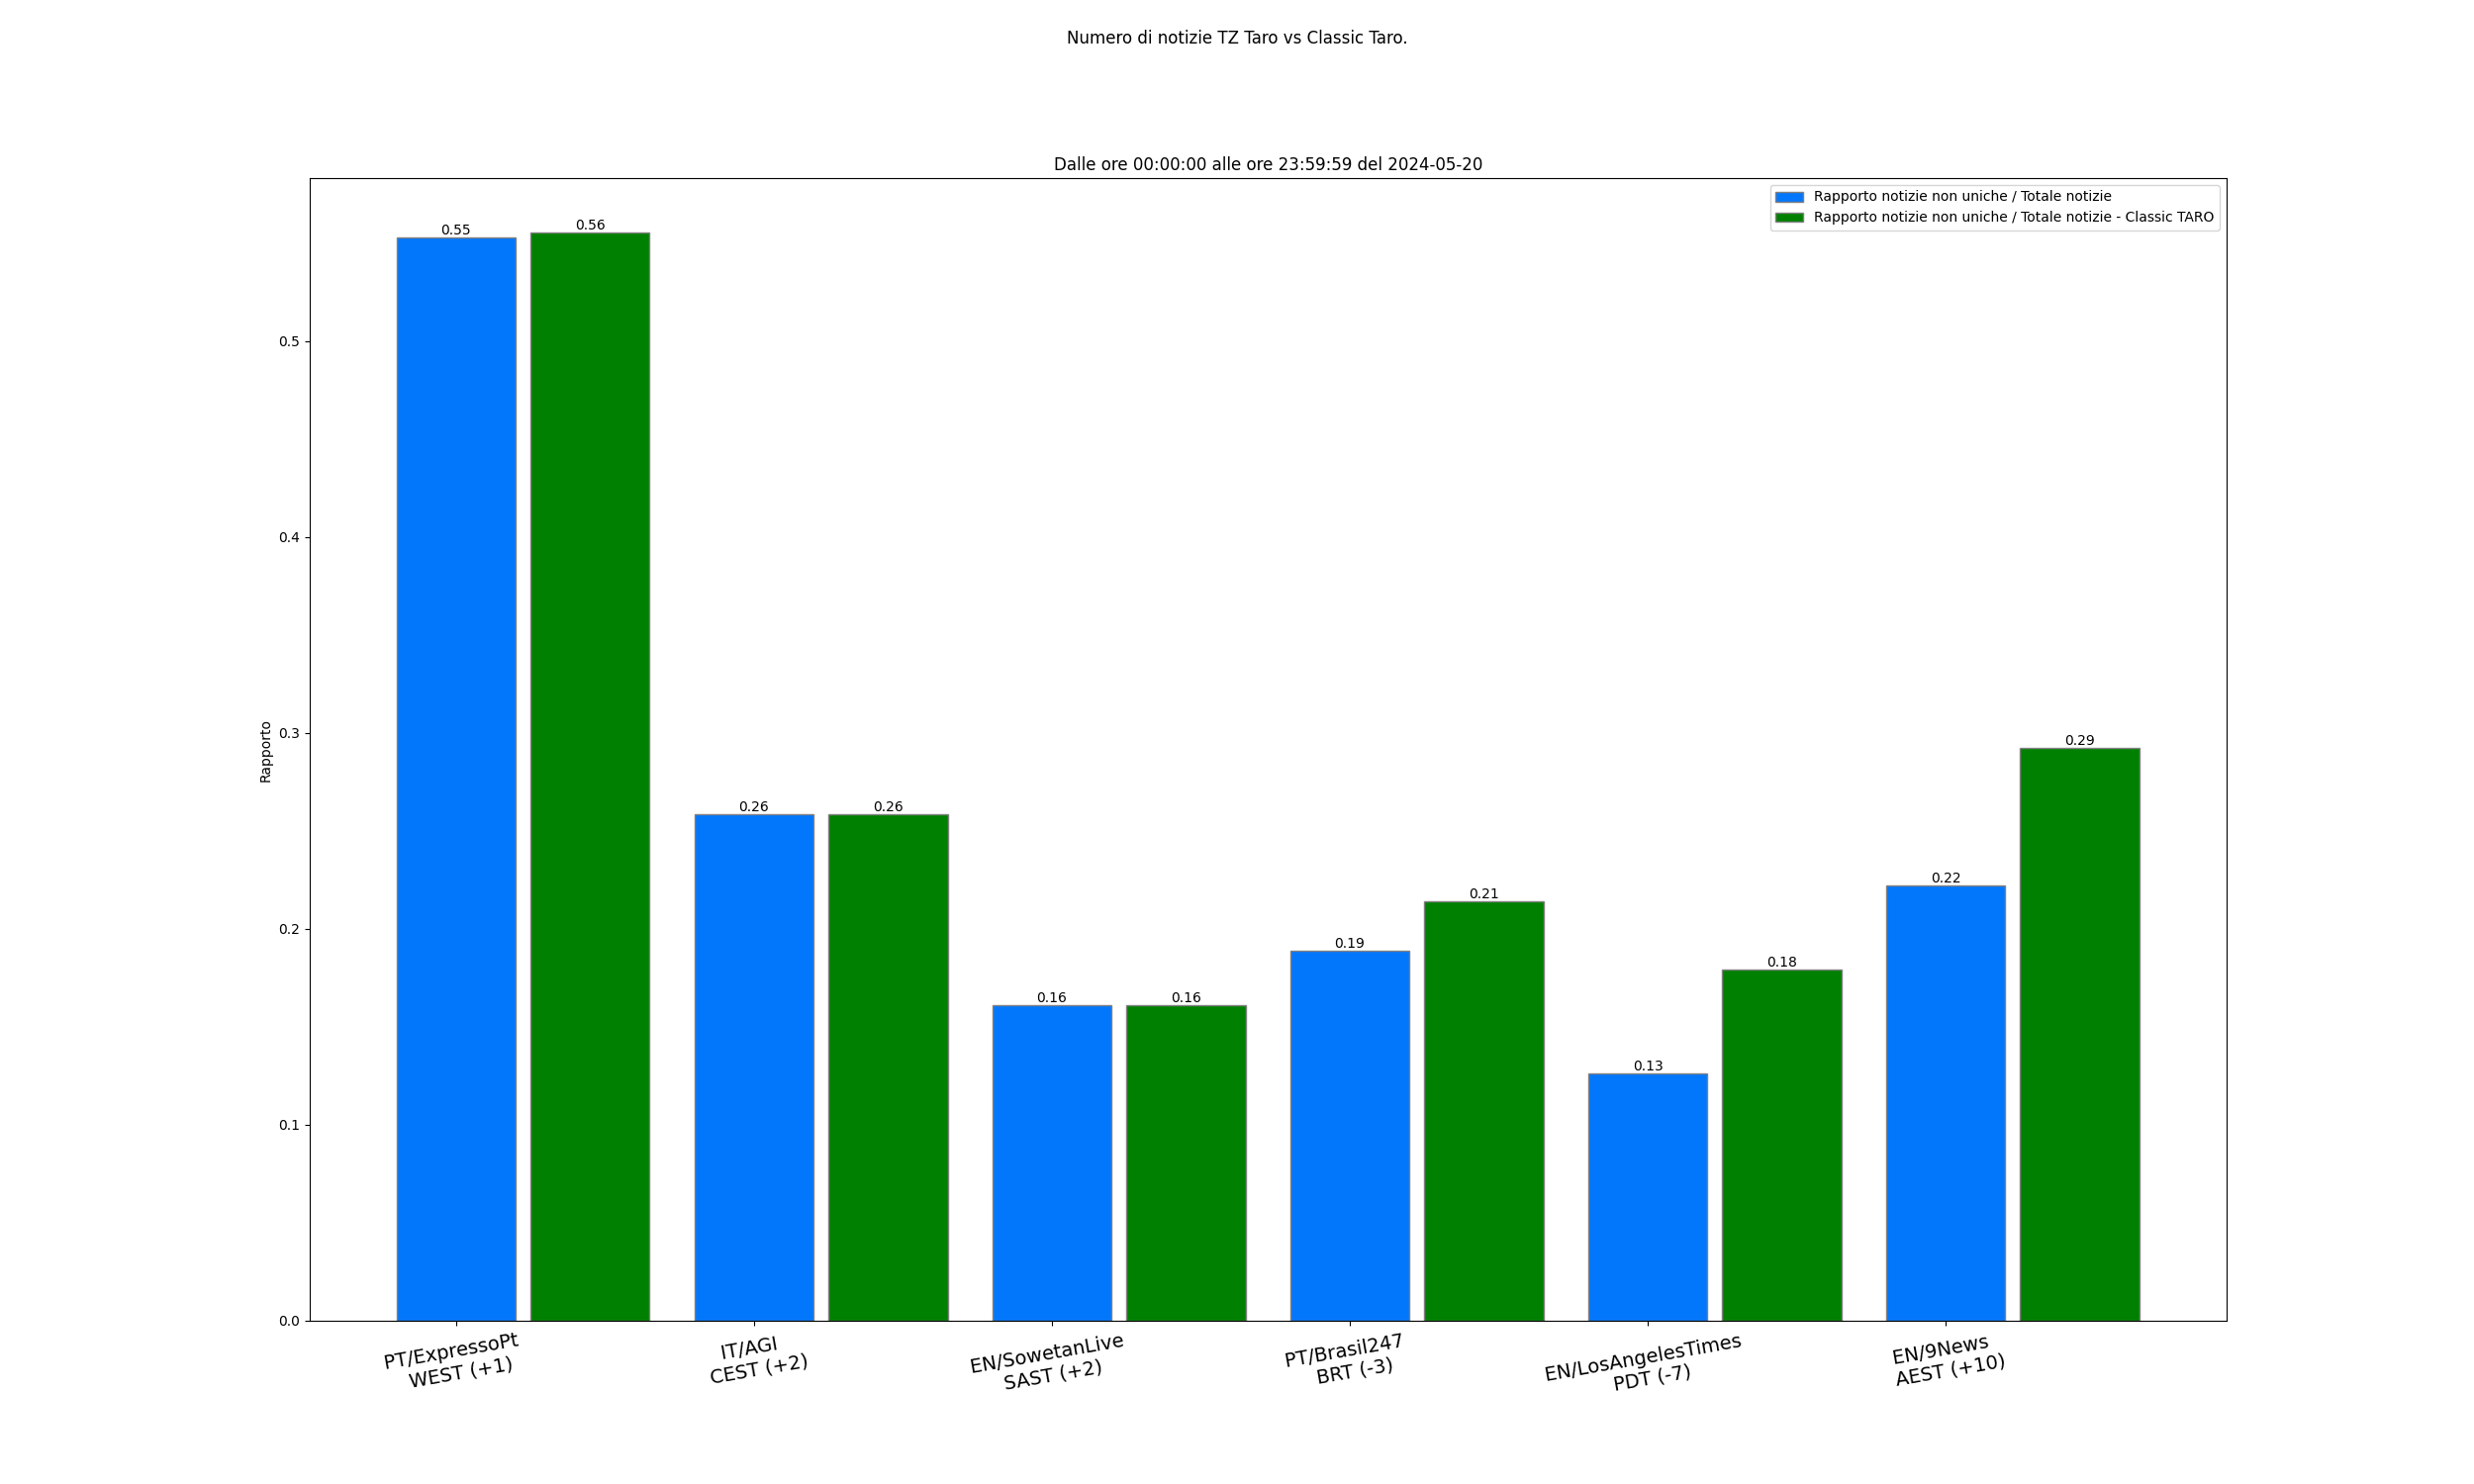 Numero di notizie TZ Taro vs Classic Taro.
Dalle ore 00:00:00 alle ore 23:59:59 del 2024-05-20
Rapporto notizie non uniche / Totale notizie
Rapporto notizie non uniche / Totale notizie - Classic TARO
0.55
0.56
0.26
0.26
0.16
0.16
0.19
0.21
0.13
0.18
0.22
0.29
Rapporto
0.5
0.4
0.3
0.2
0.1
0.0
PT/ExpressoPt
WEST (+1)
IT/AGI
CEST (+2)
EN/SowetanLive
SAST (+2)
PT/Brasil247
BRT (-3)
EN/LosAngelesTimes
PDT (-7)
EN/9News
AEST (+10)